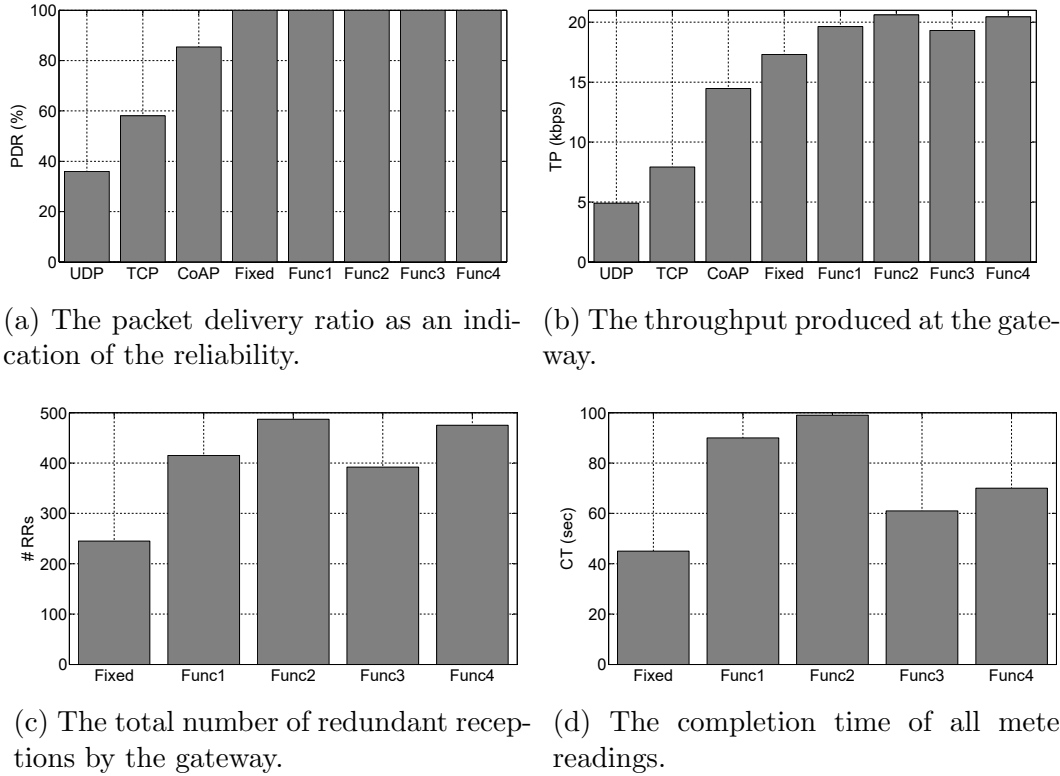 100
80
60
40
20
0
PDR (%)
UDP TCP CoAP Fixed Func1 Func2 Func3 Func4
(a) The packet delivery ratio as an indi-
cation of the reliability.
20
15
10
5
0
TP (kbps)
UDP TCP CoAP Fixed Func1 Func2 Func3 Func4
(b) The throughput produced at the gate-
way.
500
400
300
200
100
0
# RRs
Fixed Func1 Func2 Func3 Func4
(c) The total number of redundant recep-
tions by the gateway.
100
80
60
40
20
0
CT (sec)
Fixed Func1 Func2 Func3 Func4
(d) The completion time of all mete
readings.